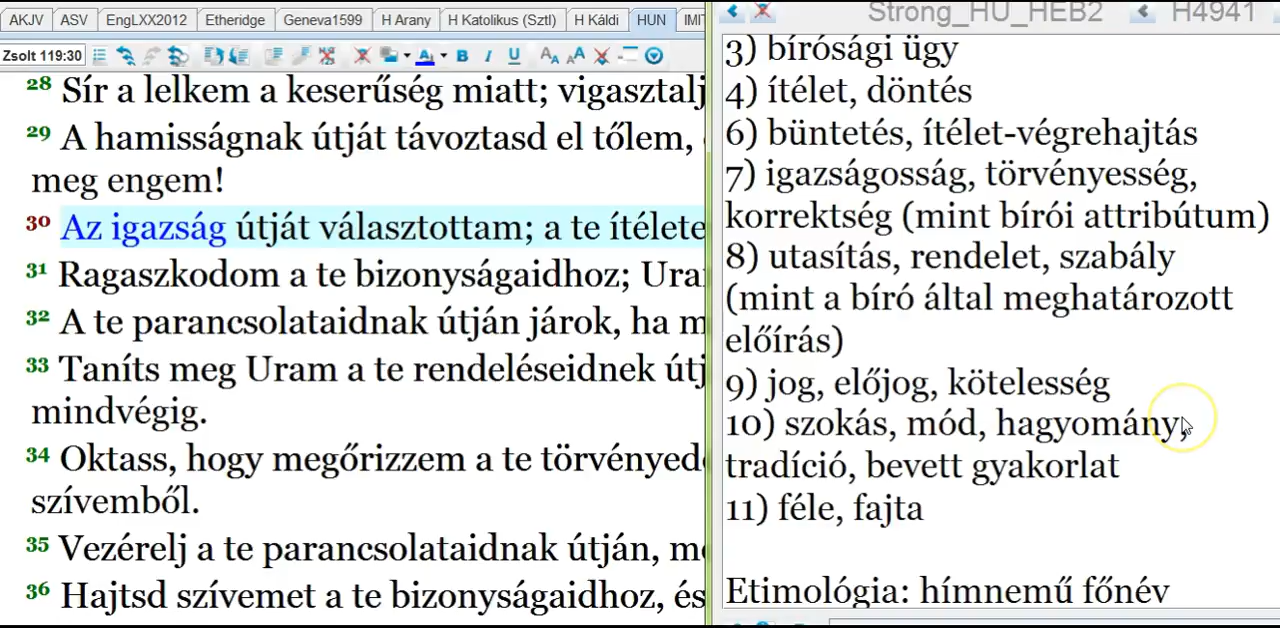 AKJV ASV EngLXX2012 Etheridge Geneva1599 H Arany H Katolikus (Sztl) H Káldi HUN
Zsolt 119:30
28 Sír a lelkem a keserűség miatt; vigasztalj
29 A hamisságnak útját távoztasd el tőlem,
meg engem!
30 Az igazság útját választottam; a te ítélete
31 Ragaszkodom a te bizonyságaidhoz; Ura
32 A te parancsolataidnak útján járok, ha m
33 Taníts meg Uram a te rendeléseidnek útj
mindvégig.
34 Oktass, hogy megőrizzem a te törvényed
szívemből.
35 Vezérelj a te parancsolataidnak útján, m
36 Hajtsd szívemet a te bizonyságaidhoz, és
Strong_HU_HEB2 H4941
3) bírósági ügy
4) ítélet, döntés
6) büntetés, ítélet-végrehajtás
7) igazságosság, törvényesség,
korrektség (mint bírói attribútum)
8) utasítás, rendelet, szabály
(mint a bíró által meghatározott
előírás)
9) jog, előjog, kötelesség
10) szokás, mód, hagyomány,
tradíció, bevett gyakorlat
11) féle, fajta
Etimológia: hímnemű főnév